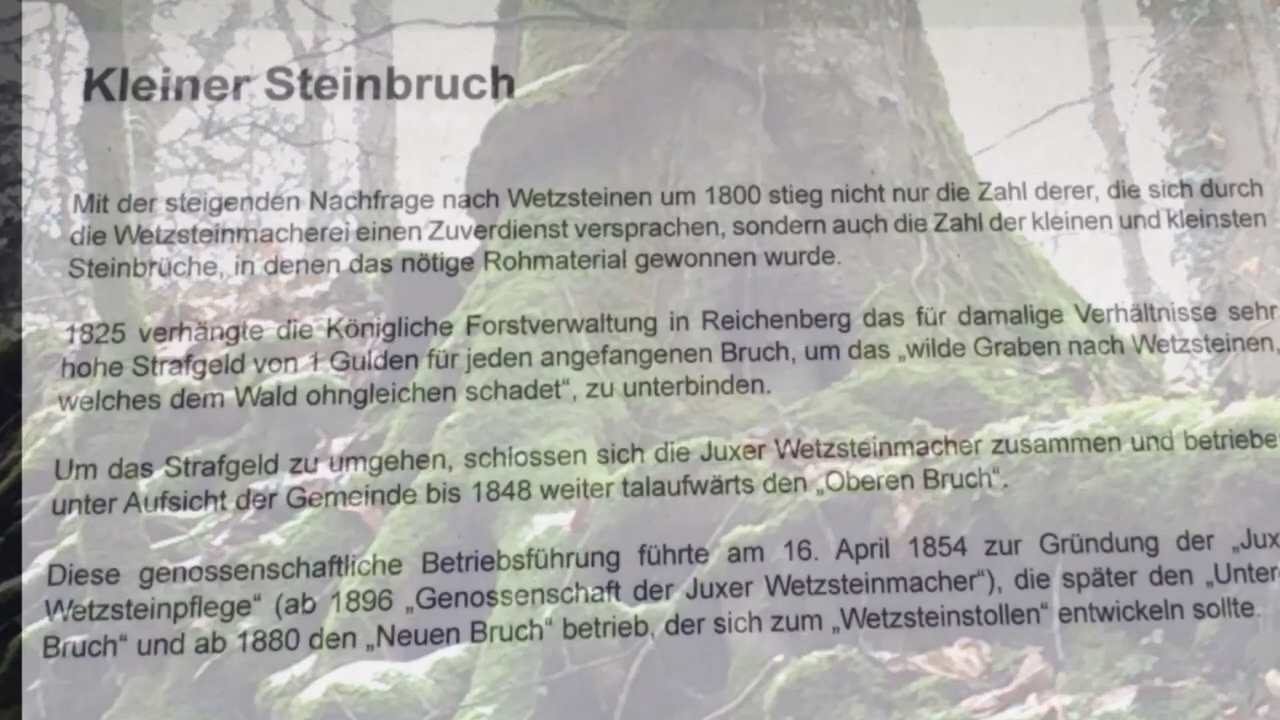 Kleiner Steinbruch
Mit der steigenden Nachfrage nach Wetzsteinen um 1800 stieg nicht nur die Zahl derer, die sich durch
die Wetzsteinmacherei einen Zuverdienst versprachen, sondern auch die Zahl der kleinen und kleinsten
Steinbrüche, in denen das nötige Rohmaterial gewonnen wurde.
1825 verhängte die Königliche Forstverwaltung in Reichenberg das für damalige Verhältnisse sehr
hohe Strafgeld von 1 Gulden für jeden angefangenen Bruch, um das „wilde Graben nach Wetzsteinen,
welches dem Wald ohngleichen schadet“, zu unterbinden.
Um das Strafgeld zu umgehen, schlossen sich die Juxer Wetzsteinmacher zusammen und betriebe
unter Aufsicht der Gemeinde bis 1848 weiter talaufwärts den „Oberen Bruch“.
Diese genossenschaftliche Betriebsführung führte am 16. April 1854 zur Gründung der „Jux
Wetzsteinpflege“ (ab 1896 „Genossenschaft der Juxer Wetzsteinmacher“), die später den „Unter
Bruch“ und ab 1880 den „Neuen Bruch“ betrieb, der sich zum „Wetzsteinstollen“ entwickeln sollte.